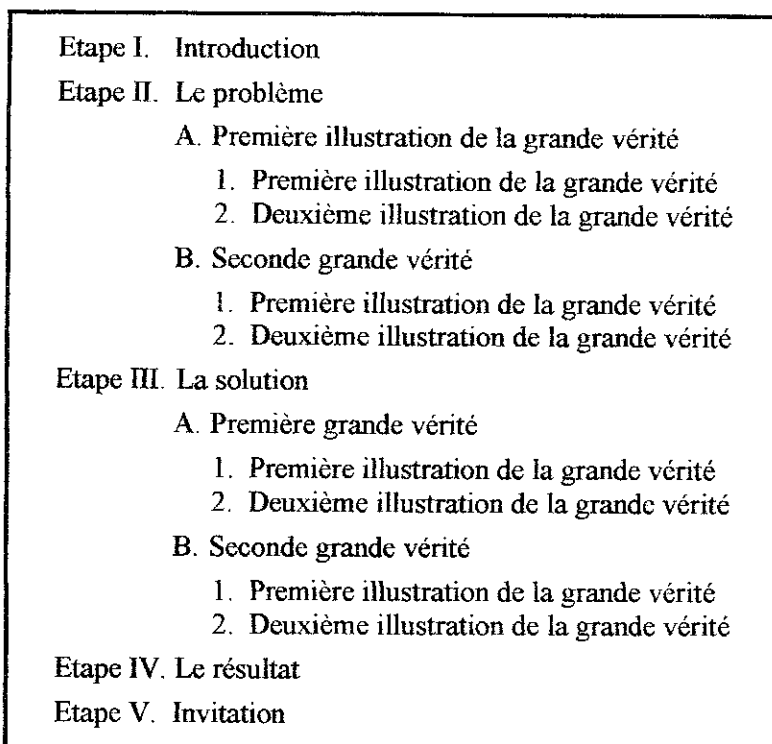 Etape I. Introduction
Etape II. Le problème
A. Première illustration de la grande vérité
1. Première illustration de la grande vérité
2. Deuxième illustration de la grande vérité
B. Seconde grande vérité
1. Première illustration de la grande vérité
2. Deuxième illustration de la grande vérité
Etape III. La solution
A. Première grande vérité
1. Première illustration de la grande vérité
2. Deuxième illustration de la grande vérité
B. Seconde grande vérité
1. Première illustration de la grande vérité
2. Deuxième illustration de la grande vérité
Etape IV. Le résultat
Etape V. Invitation